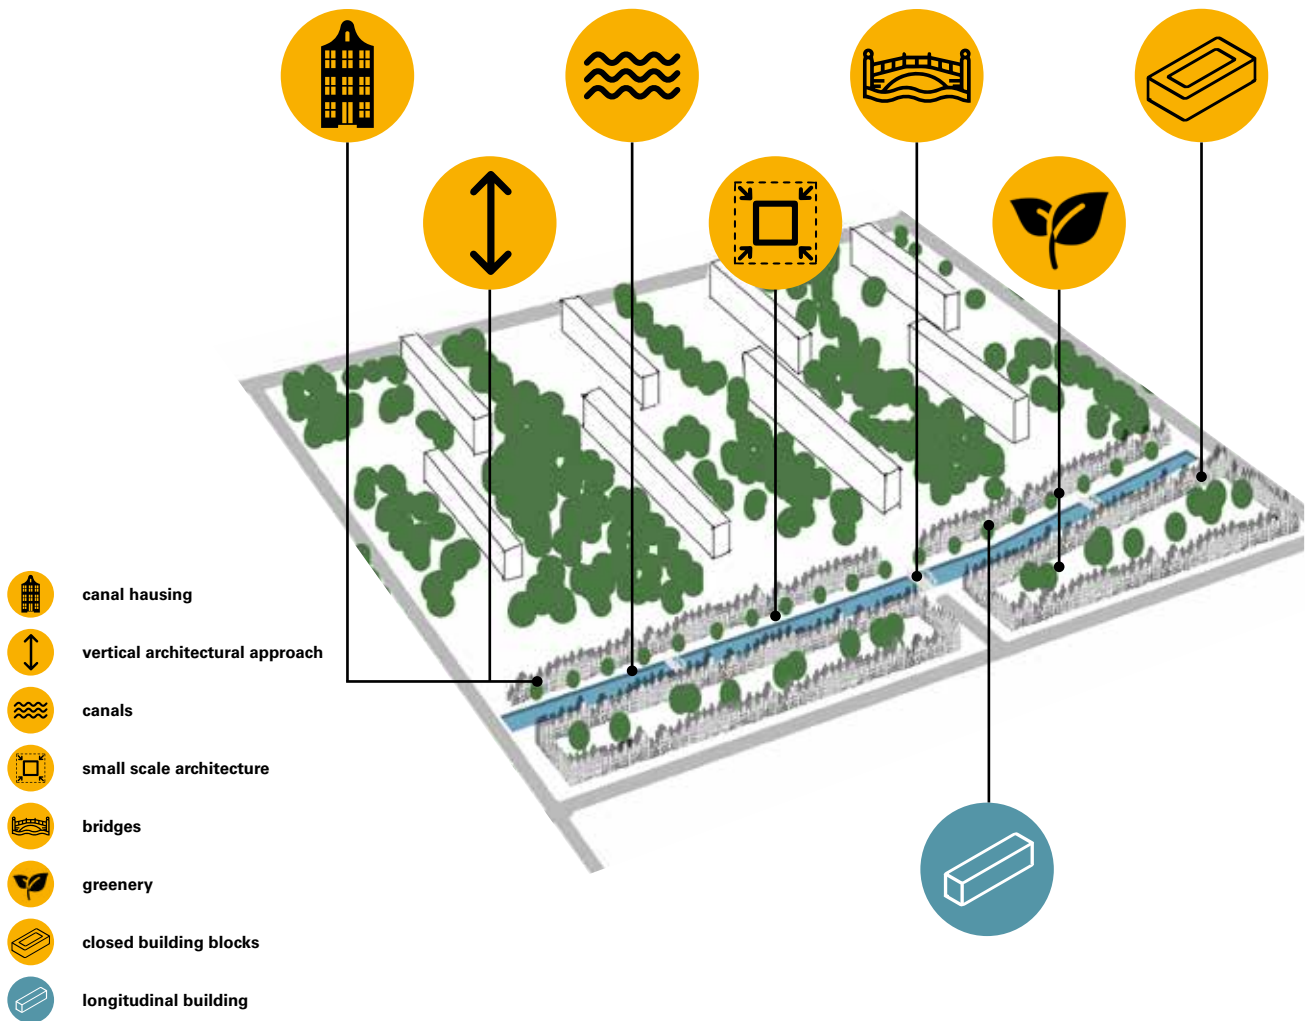 canal hausing
vertical architectural approach
canals
small scale architecture
bridges
greenery
closed building blocks
longitudinal building